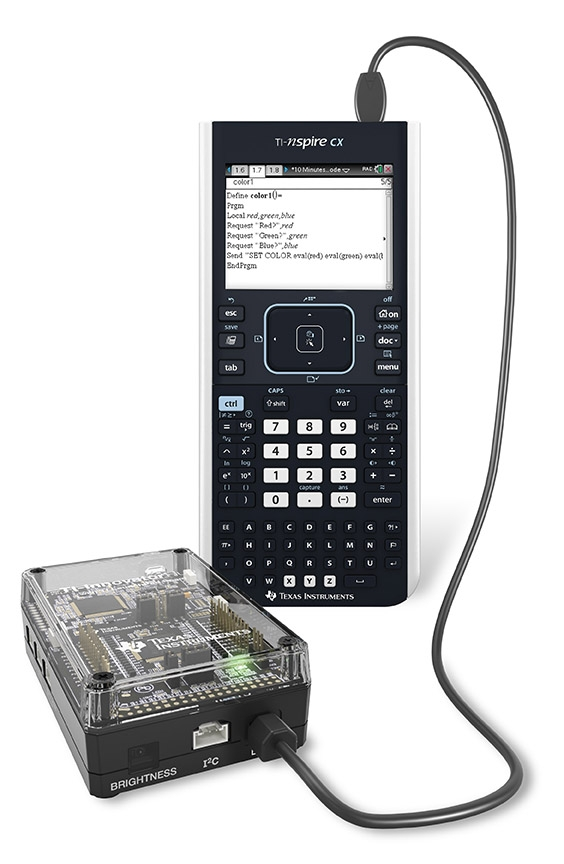 TI-nspire CX
1.6 1.7 1.8 *10 Minutes...ode RAD
color1 5/5
Define color1()=
Prgm
Local red,green,blue
Request "Red?",red
Request "Green?",green
Request "Blue?",blue
Send "SET COLOR eval(red) eval(green) eval(
EndPrgm
off
esc on
save + page
doc
tab menu
CAPS sto→ clear
ctrl shift var del
= trig 7 8 9
^ x² 4 5 6 × ÷
ln log
eˣ 10ˣ 1 2 3 + −
[ ] { } capture ans ≈
( ) 0 . (−) enter
EE A B C D E F G ?!
π H I J K L M N
, O P Q R S T U
V W X Y Z
TEXAS INSTRUMENTS
TI-Innovator
TEXAS INSTRUMENTS
BRIGHTNESS I²C